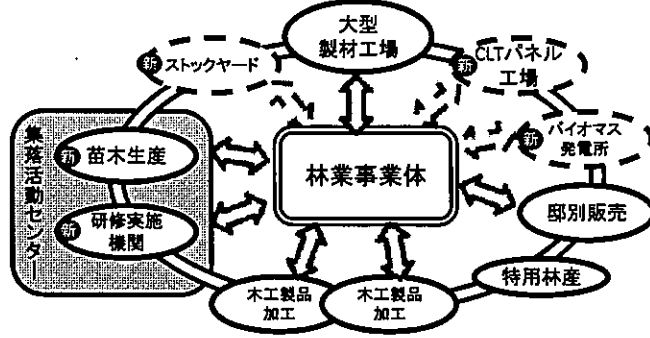 大型
製材工場
新
ストックヤード
新
CLTパネル
工場
新
バイオマス
発電所
集落活動センター
新
苗木生産
林業事業体
新
研修実施
機関
邸別販売
特用林産
木工製品
加工
木工製品
加工